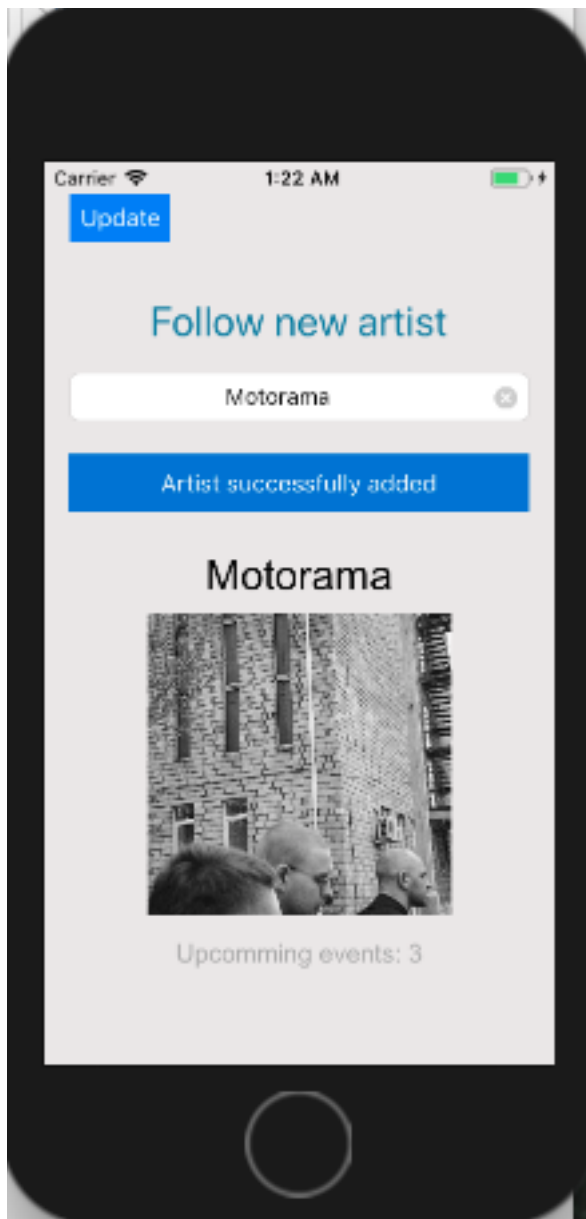 Carrier 1:22 AM
Update
Follow new artist
Motorama
Artist successfully added
Motorama
Upcomming events: 3